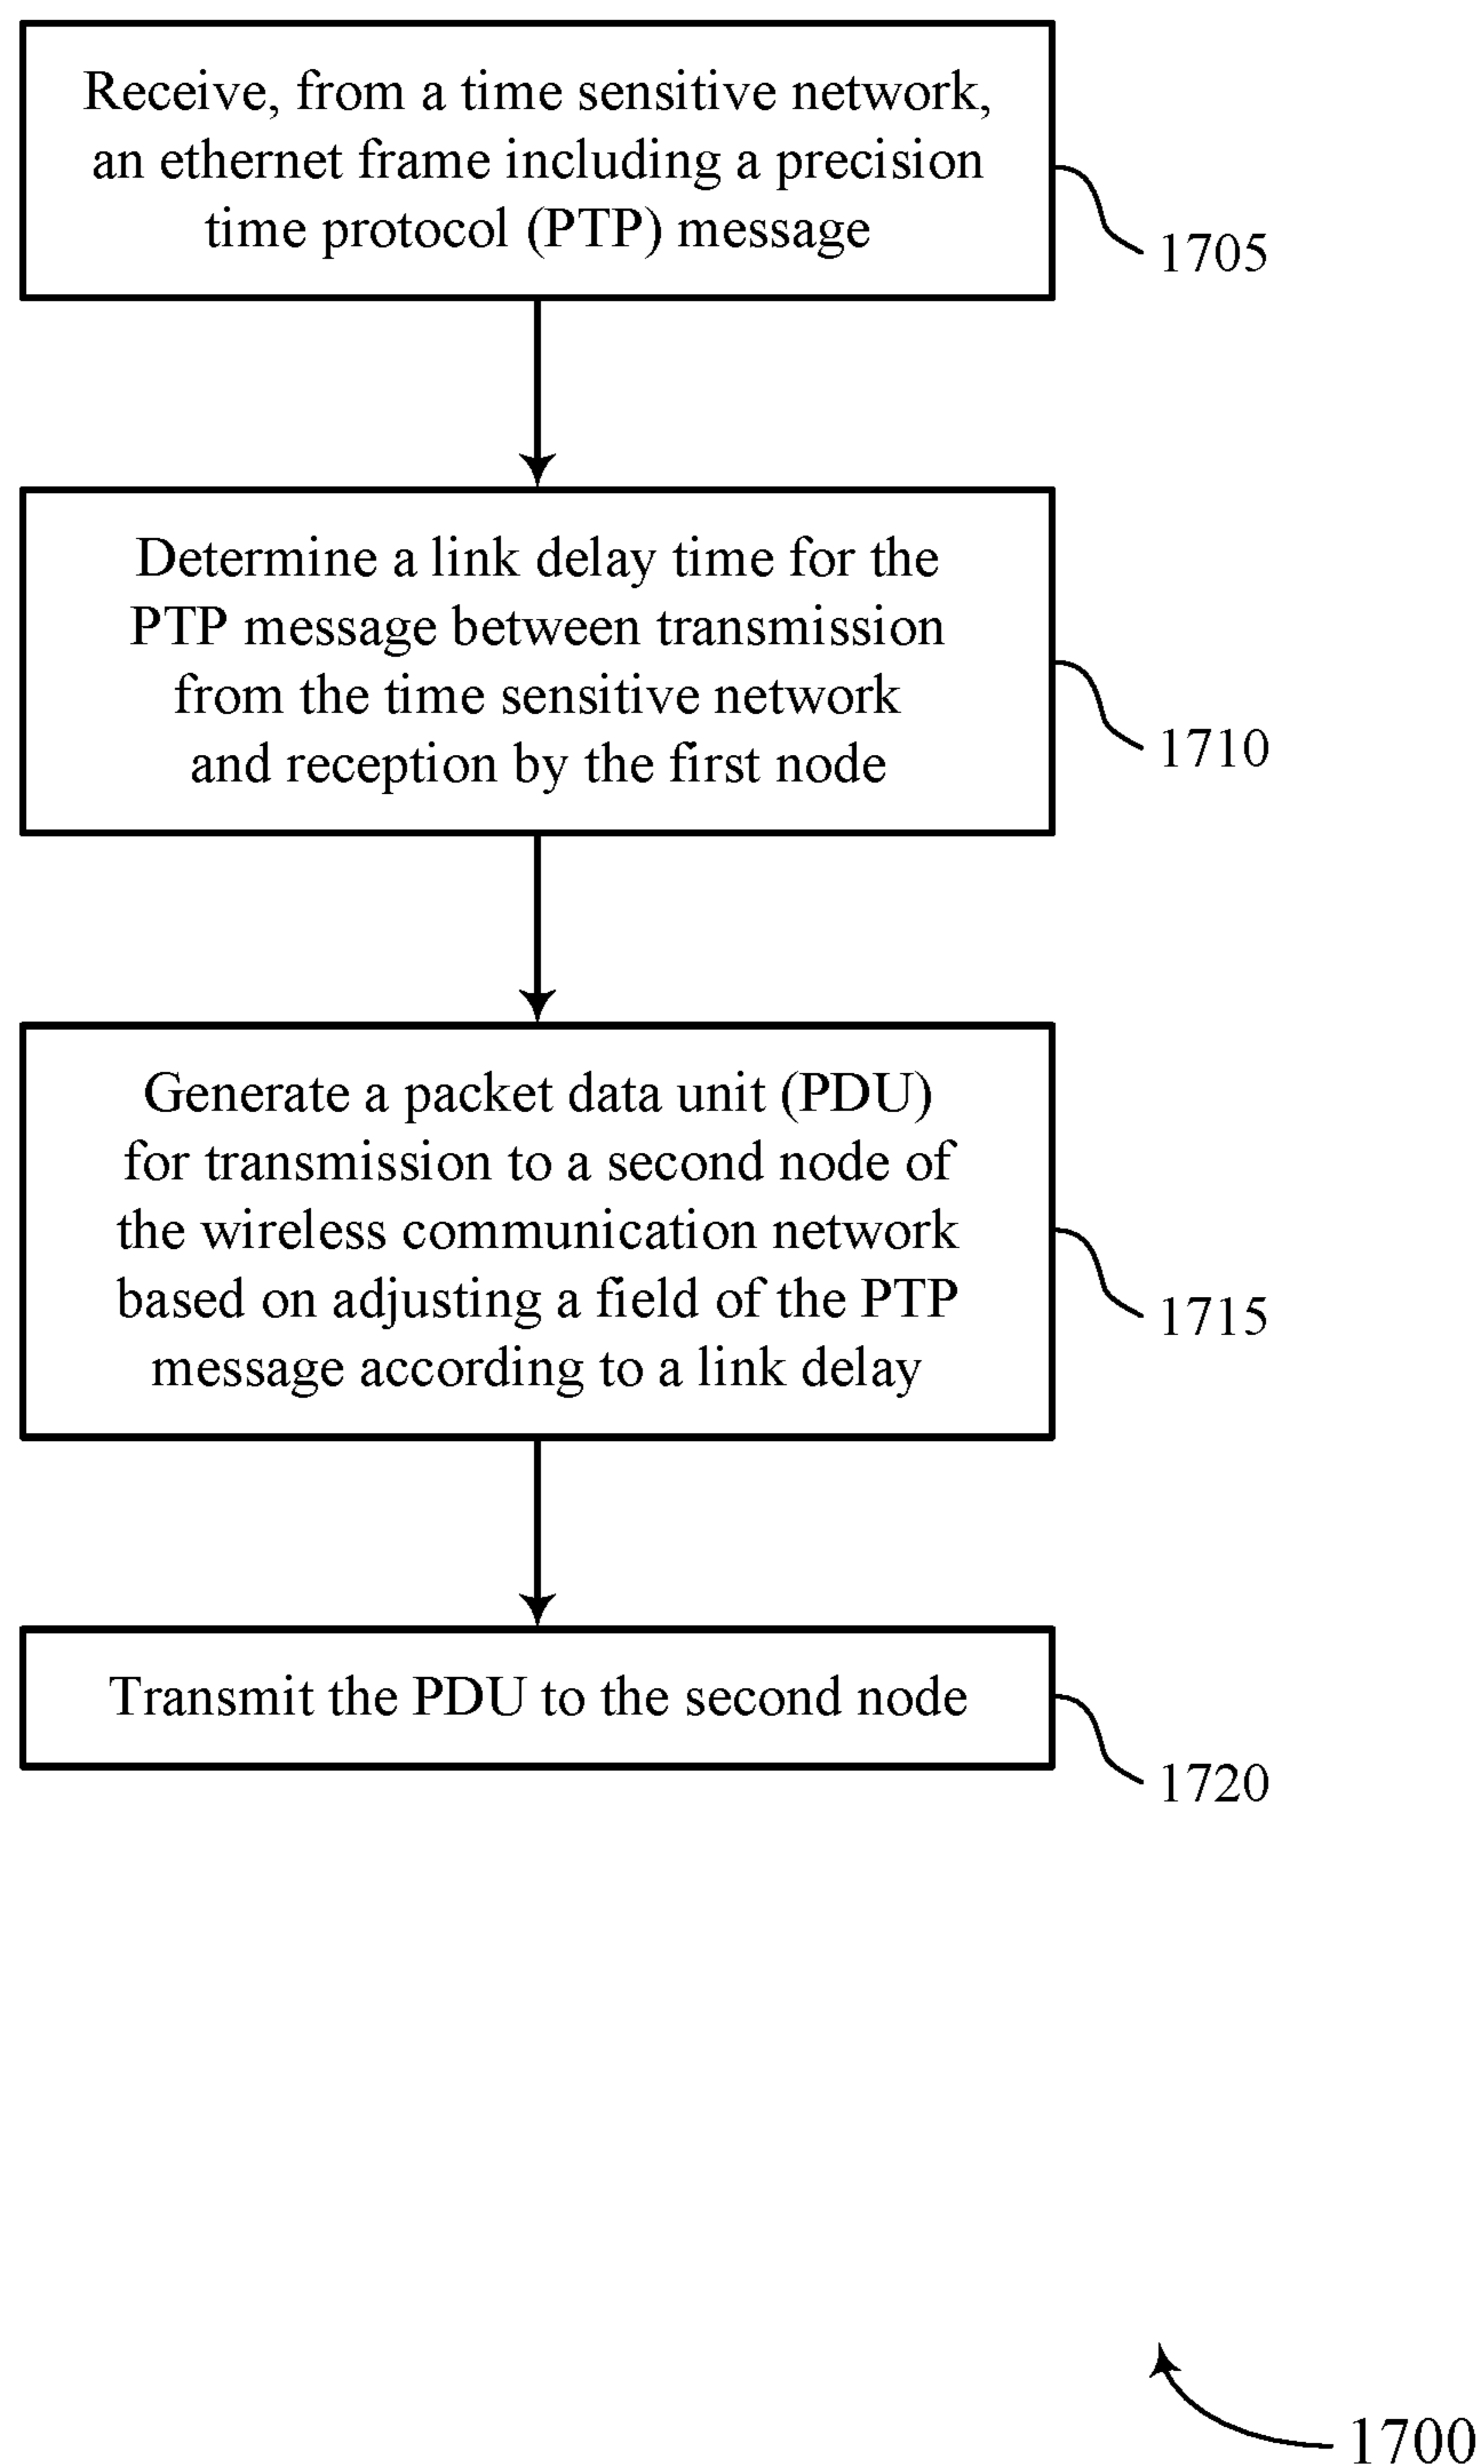 Receive, from a time sensitive network,
an ethernet frame including a precision
time protocol (PTP) message
1705
Determine a link delay time for the
PTP message between transmission
from the time sensitive network
and reception by the first node
1710
Generate a packet data unit (PDU)
for transmission to a second node of
the wireless communication network
based on adjusting a field of the PTP
message according to a link delay
1715
Transmit the PDU to the second node
1720
1700